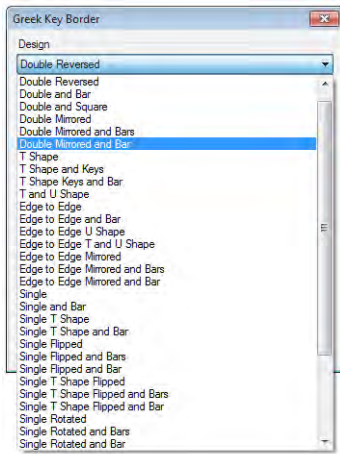 Greek Key Border
Design
Double Reversed
Double Reversed
Double and Bar
Double and Square
Double Mirrored
Double Mirrored and Bars
Double Mirrored and Bar
T Shape
T Shape and Keys
T Shape Keys and Bar
T and U Shape
Edge to Edge
Edge to Edge and Bar
Edge to Edge U Shape
Edge to Edge T and U Shape
Edge to Edge Mirrored
Edge to Edge Mirrored and Bars
Edge to Edge Mirrored and Bar
Single
Single and Bar
Single T Shape
Single T Shape and Bar
Single Flipped
Single Flipped and Bars
Single Flipped and Bar
Single T Shape Flipped
Single T Shape Flipped and Bars
Single T Shape Flipped and Bar
Single Rotated
Single Rotated and Bars
Single Rotated and Bar